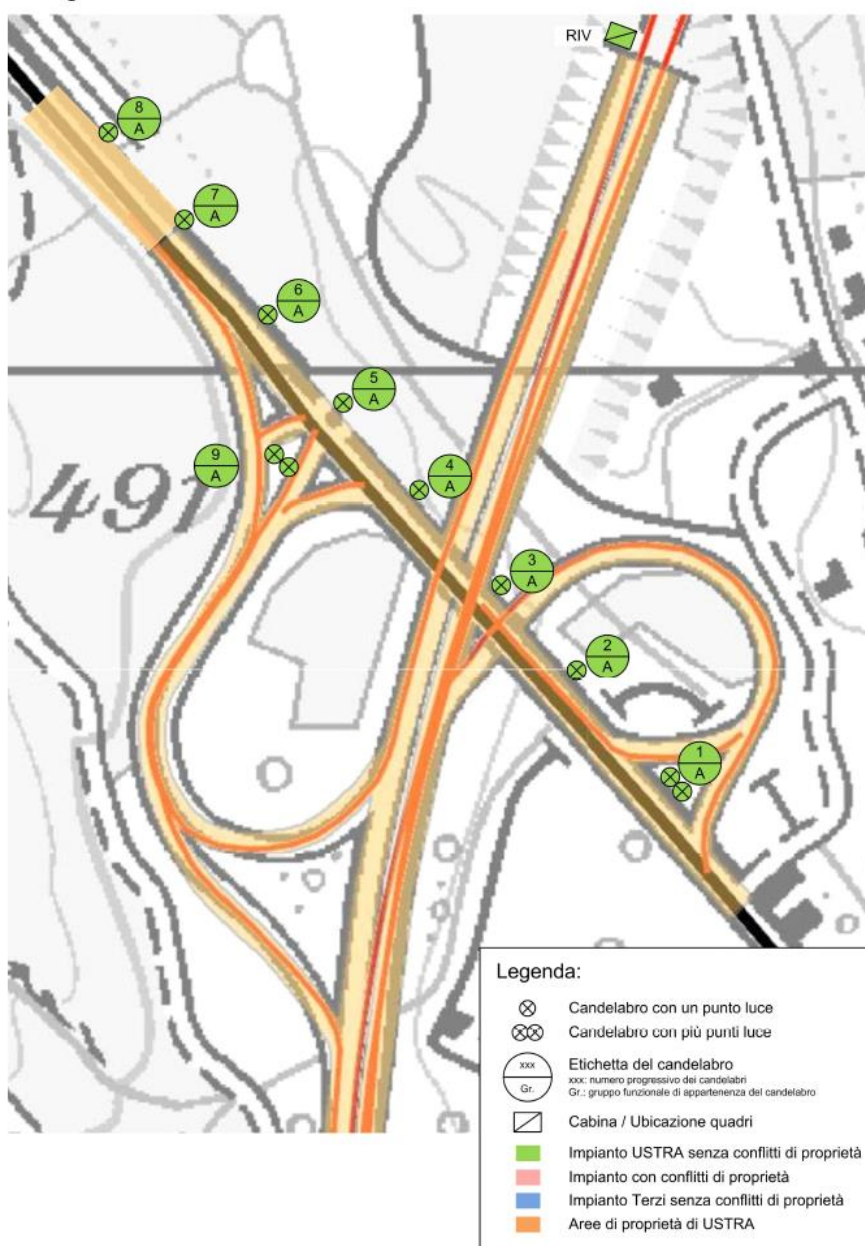 RIV
8
A
7
A
6
A
5
A
9
A
4
A
491
3
A
2
A
1
A
Legenda:
Candelabro con un punto luce
Candelabro con più punti luce
xxx
Gr.
Etichetta del candelabro
xxx: numero progressivo dei candelabri
Gr.: gruppo funzionale di appartenenza del candelabro
Cabina / Ubicazione quadri
Impianto USTRA senza conflitti di proprietà
Impianto con conflitti di proprietà
Impianto Terzi senza conflitti di proprietà
Aree di proprietà di USTRA